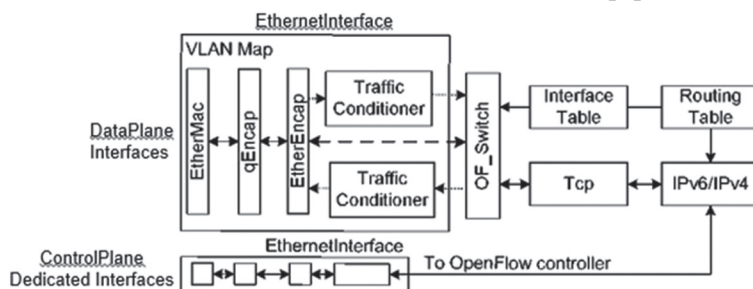 EthernetInterface
VLAN Map
Traffic
Conditioner
Interface
Table
Routing
Table
DataPlane
Interfaces
EtherMac
qEncap
EtherEncap
OF_Switch
Traffic
Conditioner
Tcp
IPv6/IPv4
ControlPlane
Dedicated Interfaces
EthernetInterface
To OpenFlow controller